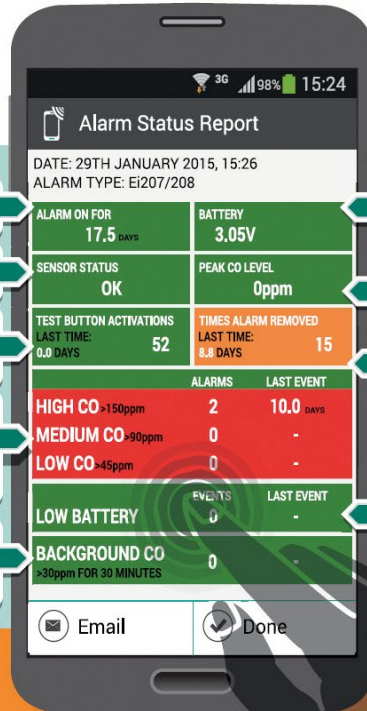 3G 98% 15:24
Alarm Status Report
DATE: 29TH JANUARY 2015, 15:26
ALARM TYPE: Ei207/208
ALARM ON FOR
17.5 DAYS
BATTERY
3.05V
SENSOR STATUS
OK
PEAK CO LEVEL
0ppm
TEST BUTTON ACTIVATIONS
LAST TIME:
0.0 DAYS 52
TIMES ALARM REMOVED
LAST TIME:
8.8 DAYS 15
ALARMS LAST EVENT
HIGH CO >150ppm 2 10.0 DAYS
MEDIUM CO >90ppm 0 -
LOW CO >45ppm 0 -
EVENTS LAST EVENT
LOW BATTERY 0 -
BACKGROUND CO 0 -
>30ppm FOR 30 MINUTES
Email Done